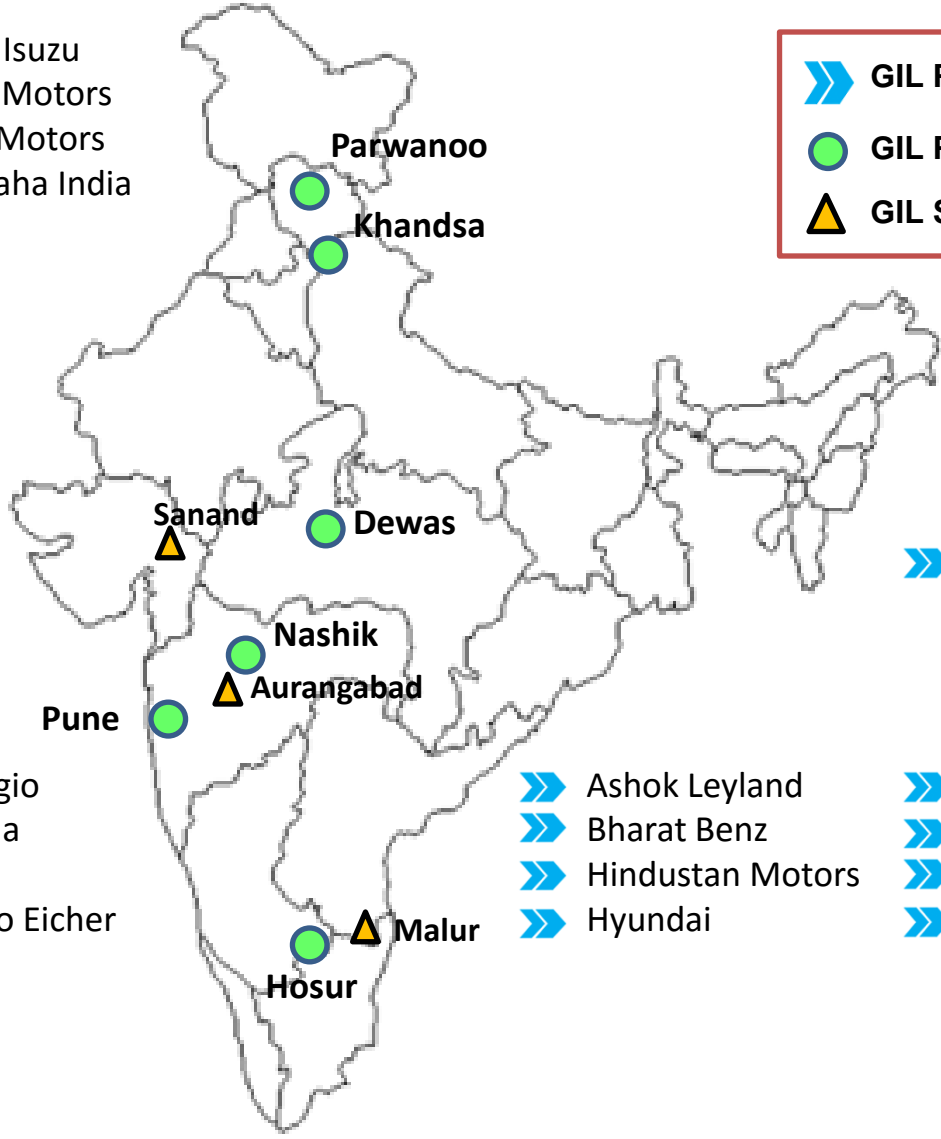 Isuzu
Motors
Motors
aha India
GIL
GIL
GIL
Parwanoo
Khandsa
Sanand
Dewas
Nashik
Aurangabad
Pune
gio
a
o Eicher
Ashok Leyland
Bharat Benz
Hindustan Motors
Hyundai
Malur
Hosur